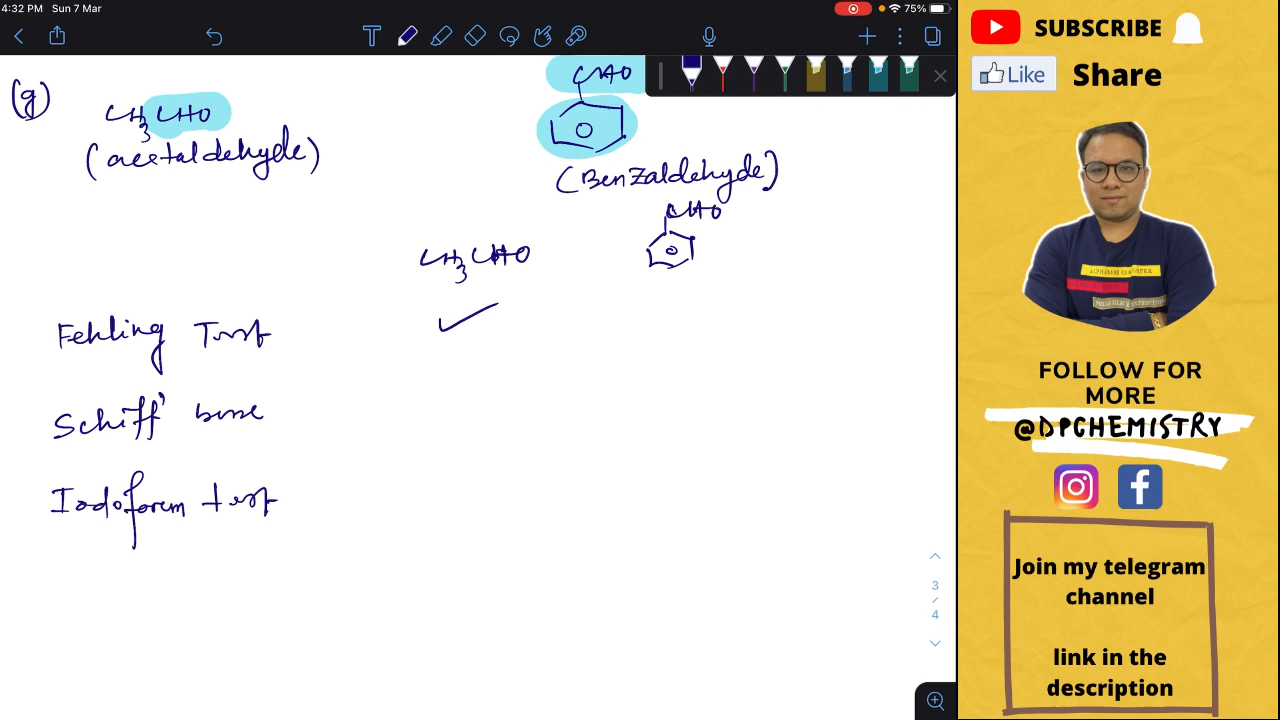 4:32 PM Sun 7 Mar
75%
(g)
CH3CHO
(acetaldehyde)
CHO
(Benzaldehyde)
CH3CHO
CHO
Fehling Test
Schiff's base
Iodoform test
3
/
4
SUBSCRIBE
Like Share
FOLLOW FOR
MORE
@DPCHEMISTRY
Join my telegram
channel
link in the
description